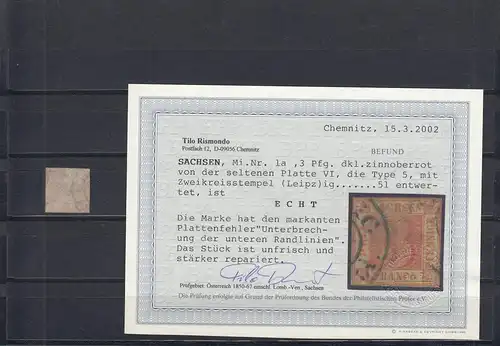 Chemnitz, 15.3.2002
Tilo Rismondo
Postfach 12, D-09056 Chemnitz
BEFUND
SACHSEN, Mi.Nr. 1a ,3 Pfg. dkl.zinnoberrot
von der seltenen Platte VI, die Type 5, mit
Zweikreisstempel (Leipz)ig.......51 entwer-
tet, ist
ECHT
Die Marke hat den markanten
Plattenfehler"Unterbrech-
ung der unteren Randlinien".
Das Stück ist unfrisch und
stärker repariert.
SACHSEN
FRANCO
Prüfgebiet: Österreich 1850-67 einschl. Lomb.-Ven., Sachsen
Die Prüfung erfolgte auf Grund der Prüfordnung des Bundes der Philatelistischen Prüfer e.V.